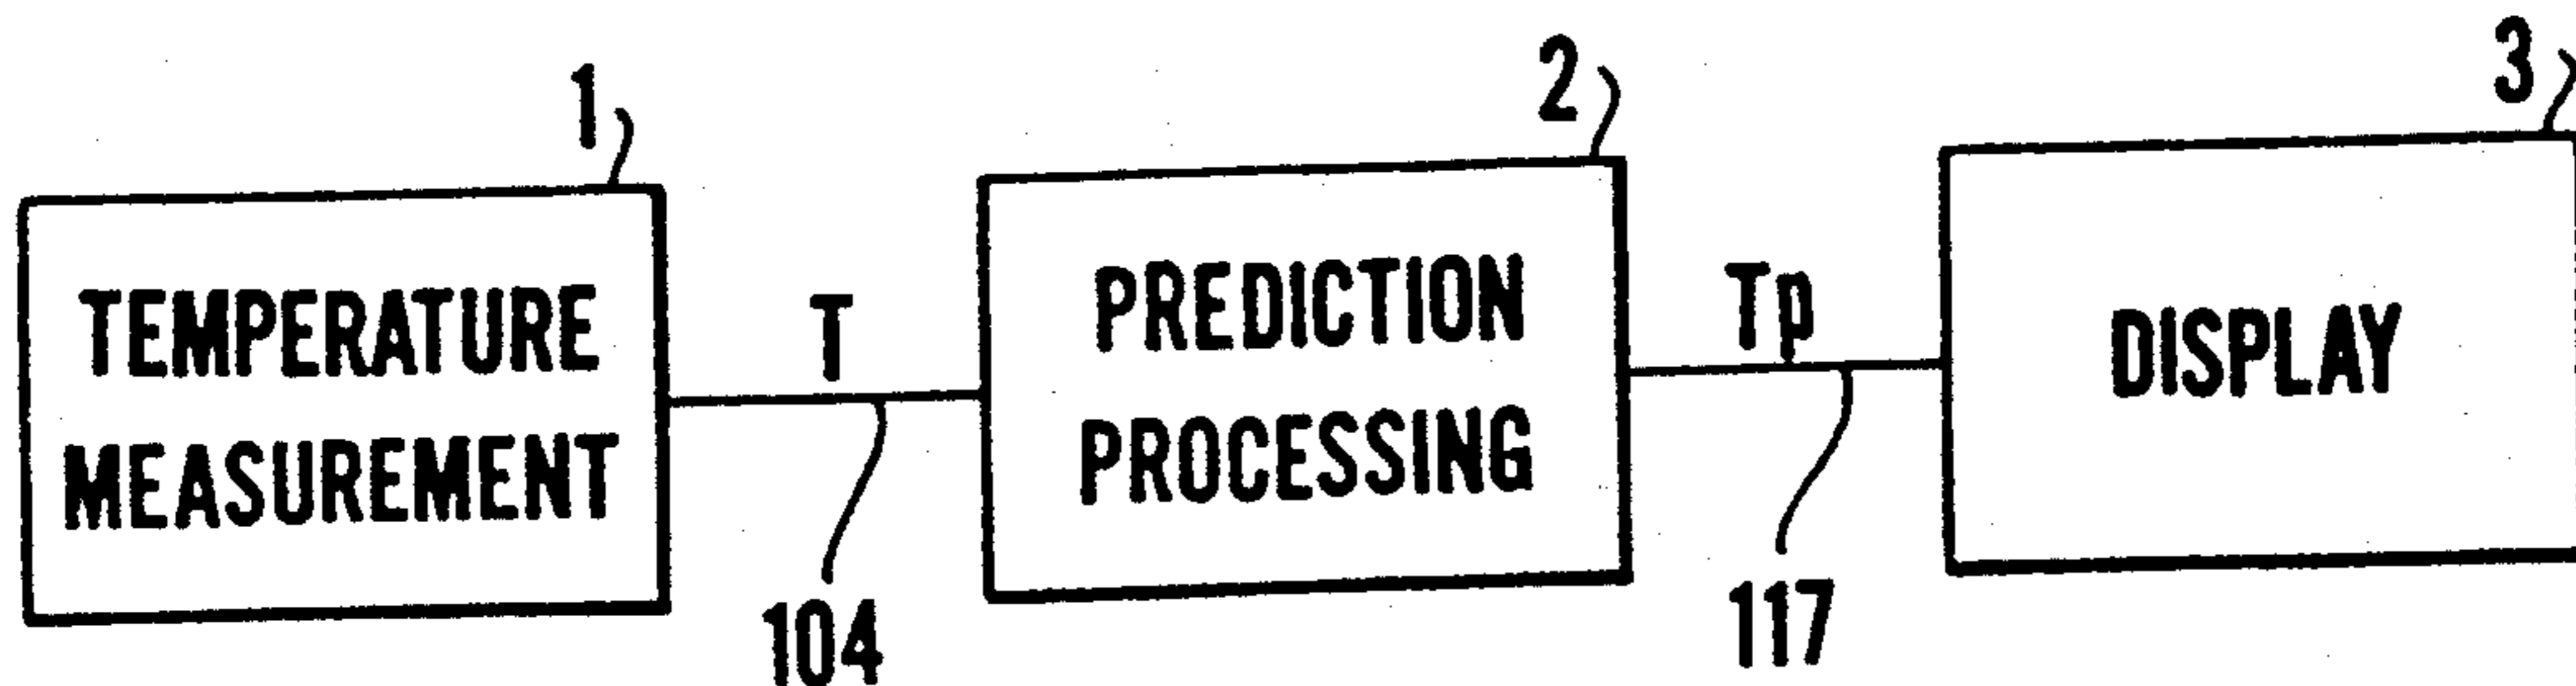 1
2
3
TEMPERATURE
MEASUREMENT
T
PREDICTION
PROCESSING
Tp
DISPLAY
104
117